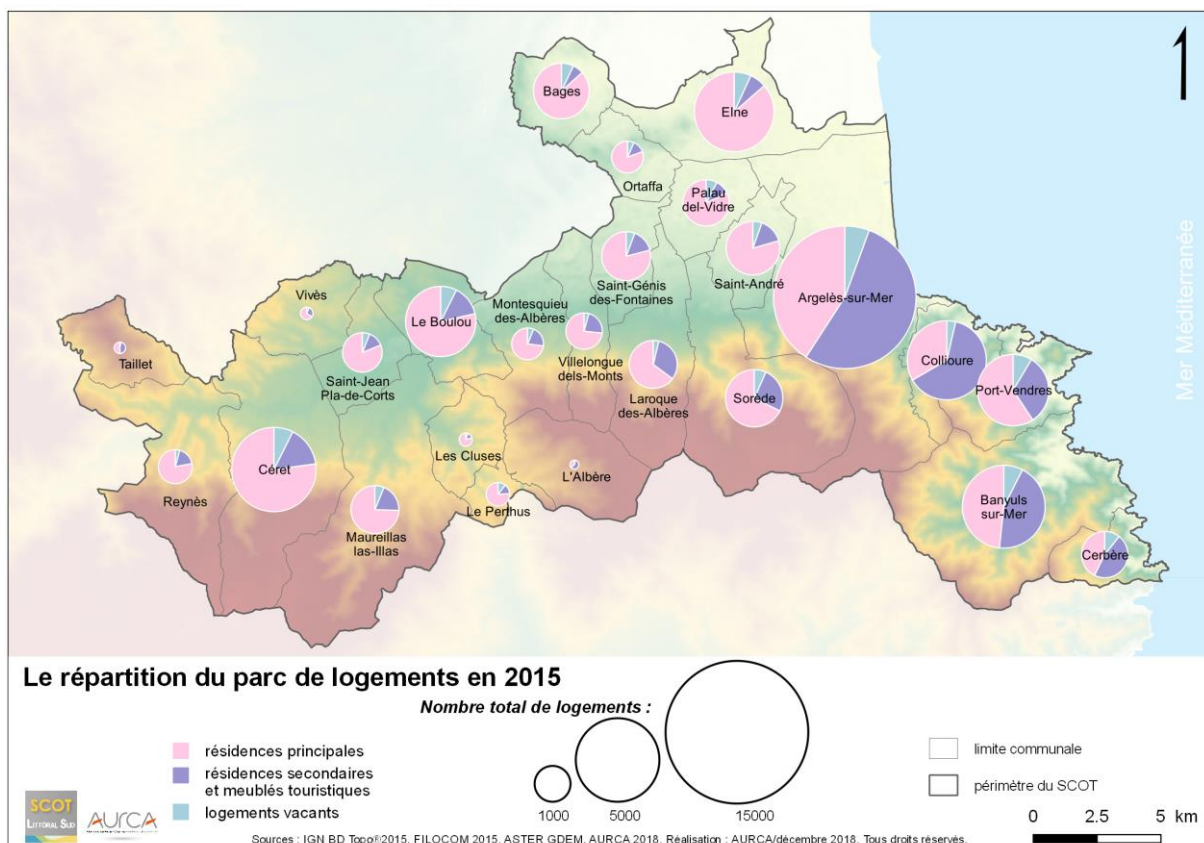 Bages
Elne
Ortaffa
Palau
del-Vidre
Saint-Génis
des-Fontaines
Saint-André
Argelès-sur-Mer
Mer Méditerranée
Vivès
Le Boulou
Montesquieu
des-Albères
Villelongue
dels-Monts
Taillet
Saint-Jean
Pla-de-Corts
Laroque
des-Albères
Sorède
Collioure
Port-Vendres
Reynès
Céret
Les Cluses
L'Albère
Maureillas
las-Illas
Le Perthus
Banyuls
sur-Mer
Cerbère
Le répartition du parc de logements en 2015
Nombre total de logements :
résidences principales
résidences secondaires
et meublés touristiques
logements vacants
1000
5000
15000
limite communale
périmètre du SCOT
0 2.5 5 km
SCOT
LITTORAL SUD
AURCA
Sources : IGN BD Topo®2015, FILOCOM 2015, ASTER GDEM, AURCA 2018. Réalisation : AURCA/décembre 2018. Tous droits réservés.